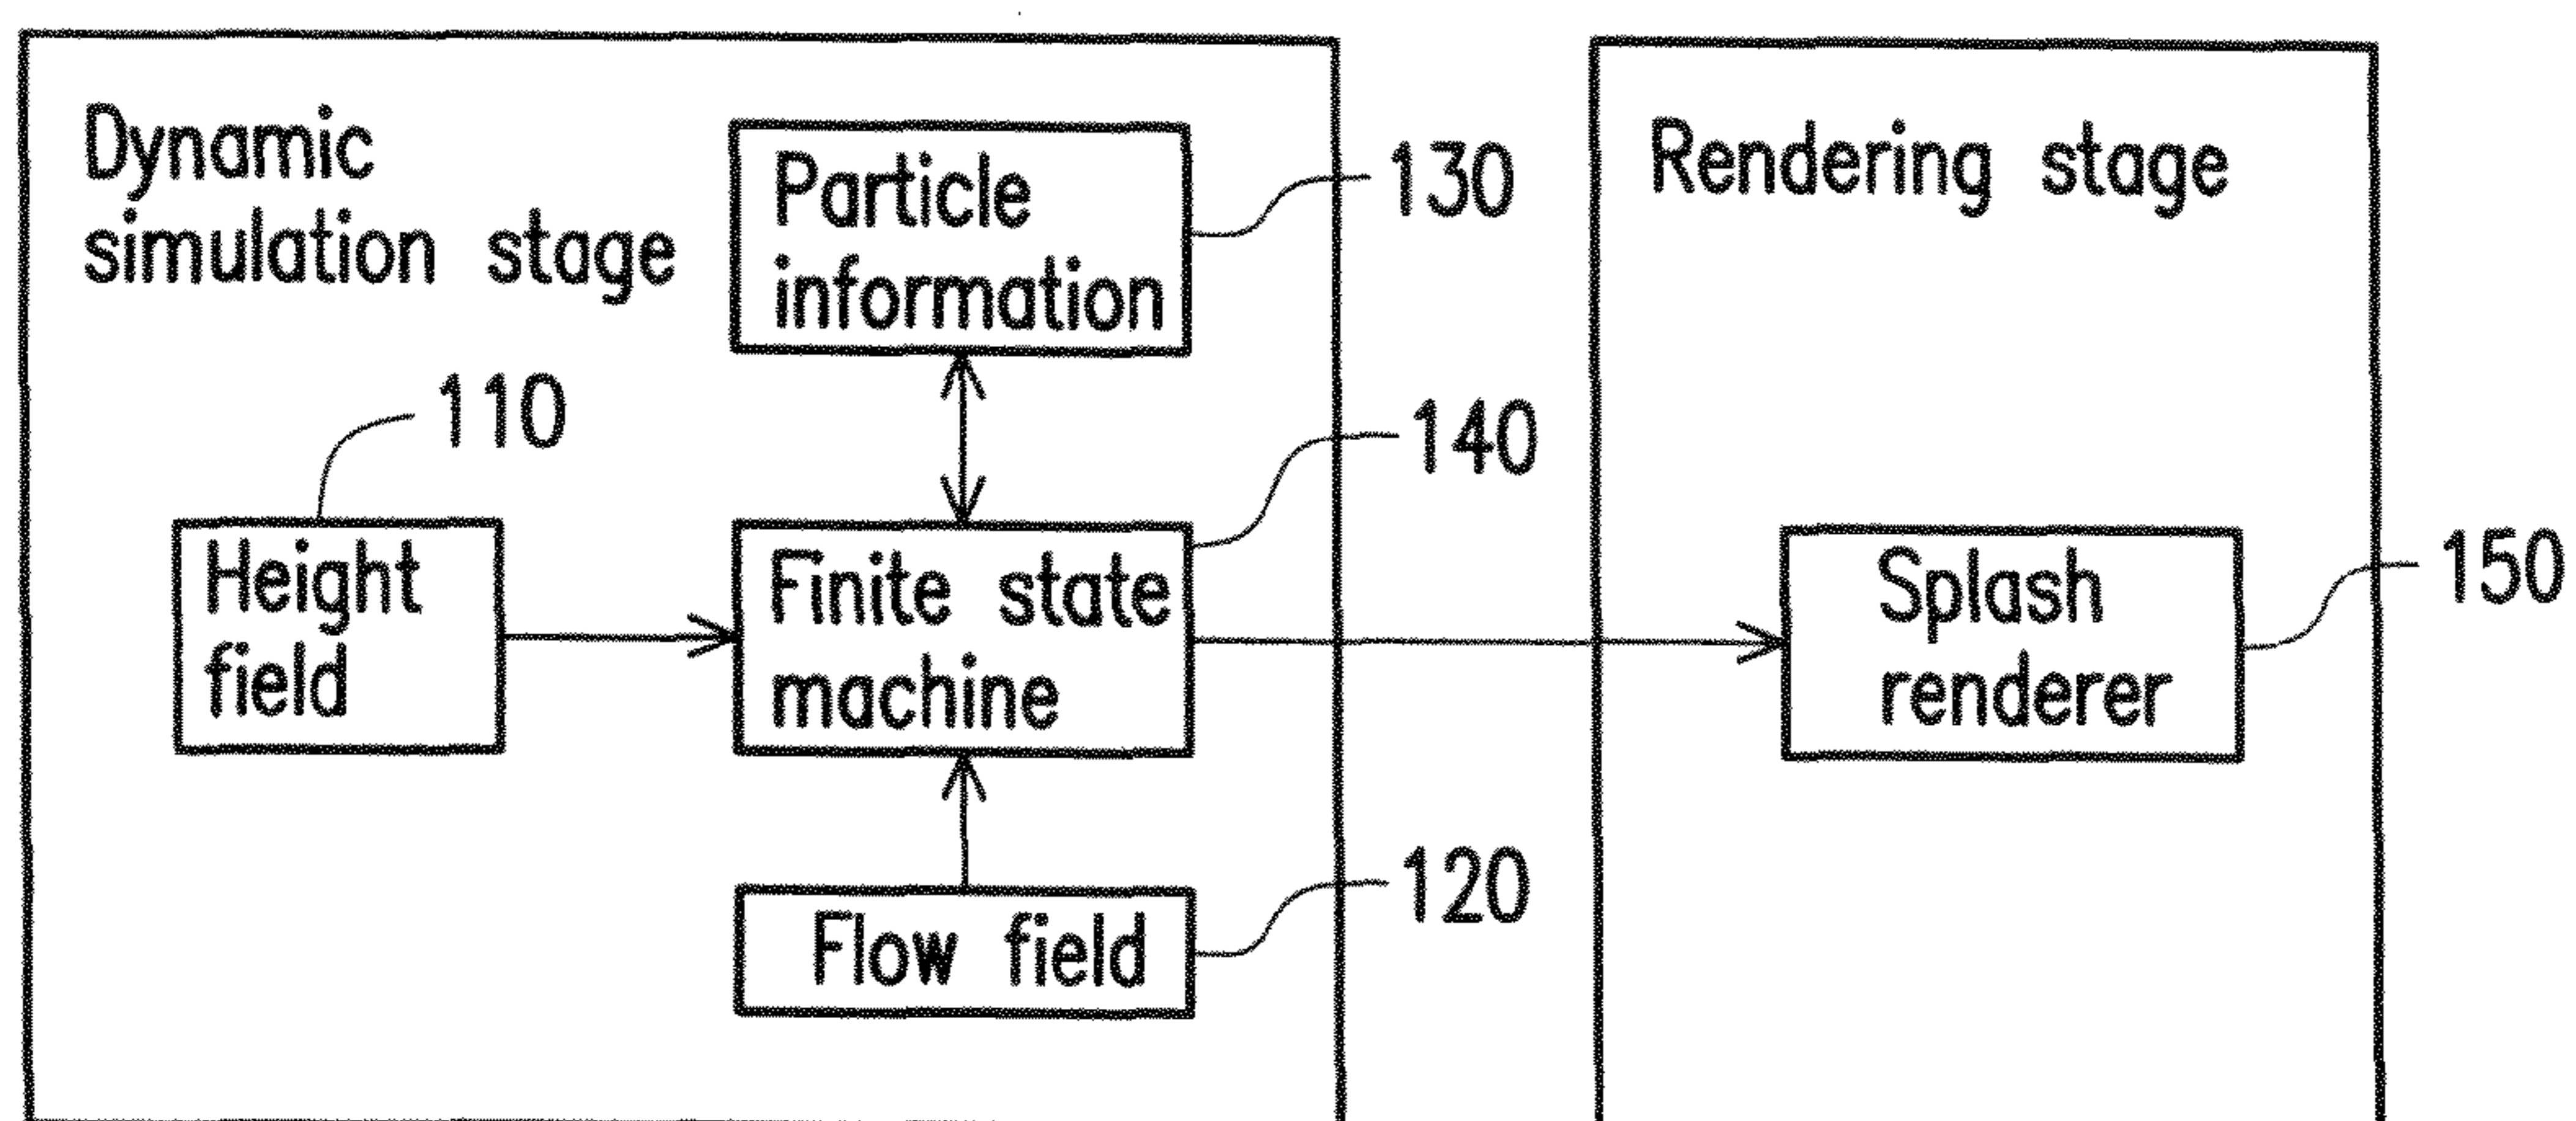 Dynamic
simulation stage
Particle
information
130
Rendering stage
110
140
Height
field
Finite state
machine
Splash
renderer
150
Flow field
120